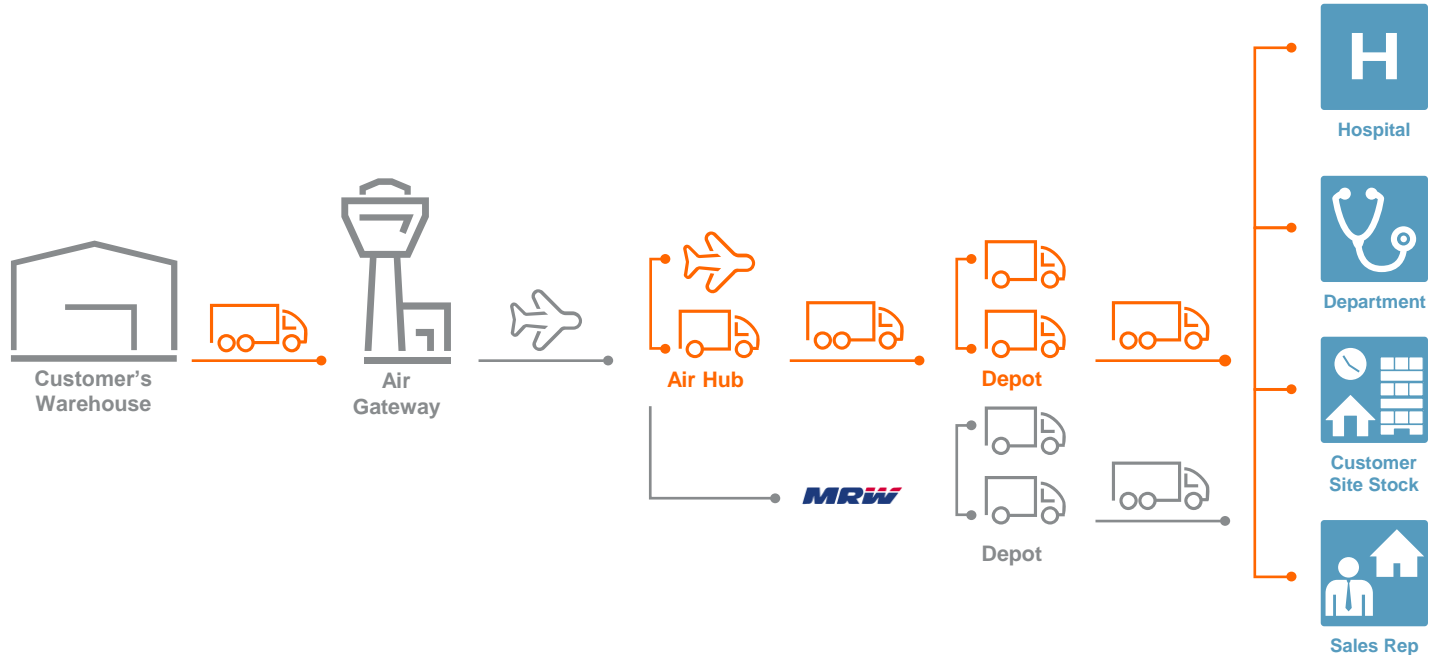 H
Hospital
Department
Customer's
Warehouse
Air
Gateway
Air Hub
Depot
Customer
Site Stock
MRW
Depot
Sales Rep